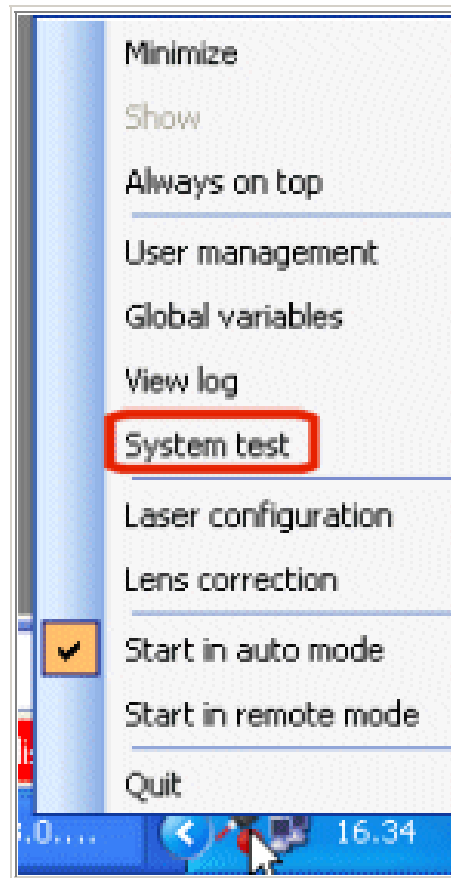 Minimize
Show
Always on top
User management
Global variables
View log
System test
Laser configuration
Lens correction
Start in auto mode
Start in remote mode
Quit
16.34